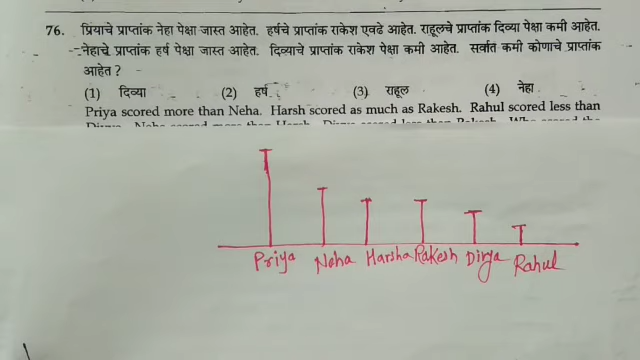 76. प्रियाचे प्राप्तांक नेहा पेक्षा जास्त आहेत. हर्षचे प्राप्तांक राकेश एवढे आहेत. राहूलचे प्राप्तांक दिव्या पेक्षा कमी आहेत.
नेहाचे प्राप्तांक हर्ष पेक्षा जास्त आहेत. दिव्याचे प्राप्तांक राकेश पेक्षा कमी आहेत. सर्वात कमी कोणाचे प्राप्तांक
आहेत ?
(1) दिव्या (2) हर्ष (3) राहूल (4) नेहा
Priya scored more than Neha. Harsh scored as much as Rakesh. Rahul scored less than
Priya Neha Harsha Rakesh Divya Rahul